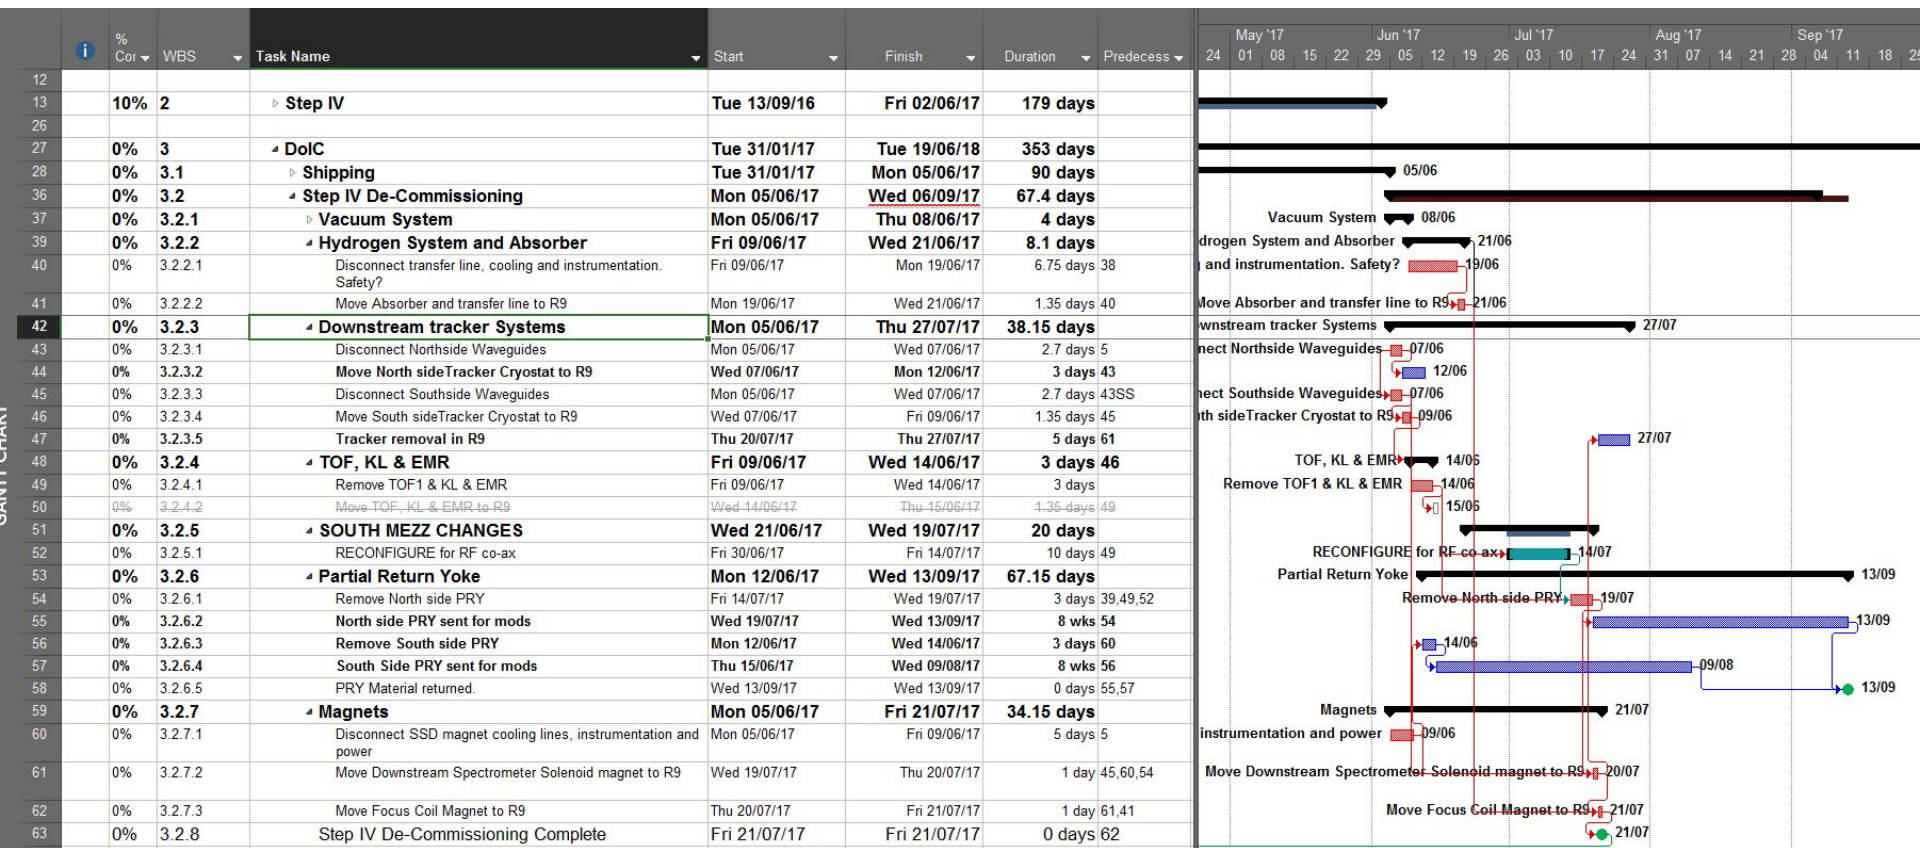 % Cor WBS Task Name Start Finish Duration Predecess
May '17 Jun '17 Jul '17 Aug '17 Sep '17
24 01 08 15 22 29 05 12 19 26 03 10 17 24 31 07 14 21 28 04 11 18 25
12
13 10% 2 Step IV Tue 13/09/16 Fri 02/06/17 179 days
26
27 0% 3 DoIC Tue 31/01/17 Tue 19/06/18 353 days
28 0% 3.1 Shipping Tue 31/01/17 Mon 05/06/17 90 days 05/06
36 0% 3.2 Step IV De-Commissioning Mon 05/06/17 Wed 06/09/17 67.4 days
37 0% 3.2.1 Vacuum System Mon 05/06/17 Thu 08/06/17 4 days Vacuum System 08/06
39 0% 3.2.2 Hydrogen System and Absorber Fri 09/06/17 Wed 21/06/17 8.1 days drogen System and Absorber 21/06
40 0% 3.2.2.1 Disconnect transfer line, cooling and instrumentation. Fri 09/06/17 Mon 19/06/17 6.75 days 38 and instrumentation. Safety? 19/06
Safety?
41 0% 3.2.2.2 Move Absorber and transfer line to R9 Mon 19/06/17 Wed 21/06/17 1.35 days 40 Move Absorber and transfer line to R9 21/06
42 0% 3.2.3 Downstream tracker Systems Mon 05/06/17 Thu 27/07/17 38.15 days wnstream tracker Systems 27/07
43 0% 3.2.3.1 Disconnect Northside Waveguides Mon 05/06/17 Wed 07/06/17 2.7 days 5 nect Northside Waveguides 07/06
44 0% 3.2.3.2 Move North sideTracker Cryostat to R9 Wed 07/06/17 Mon 12/06/17 3 days 43 12/06
45 0% 3.2.3.3 Disconnect Southside Waveguides Mon 05/06/17 Wed 07/06/17 2.7 days 43SS nect Southside Waveguides 07/06
46 0% 3.2.3.4 Move South sideTracker Cryostat to R9 Wed 07/06/17 Fri 09/06/17 1.35 days 45 th sideTracker Cryostat to R9 09/06
47 0% 3.2.3.5 Tracker removal in R9 Thu 20/07/17 Thu 27/07/17 5 days 61 27/07
48 0% 3.2.4 TOF, KL & EMR Fri 09/06/17 Wed 14/06/17 3 days 46 TOF, KL & EMR 14/06
49 0% 3.2.4.1 Remove TOF1 & KL & EMR Fri 09/06/17 Wed 14/06/17 3 days Remove TOF1 & KL & EMR 14/06
50 0% 3.2.4.2 Move TOF, KL & EMR to R9 Wed 14/06/17 Thu 15/06/17 1.35 days 49 15/06
51 0% 3.2.5 SOUTH MEZZ CHANGES Wed 21/06/17 Wed 19/07/17 20 days
52 0% 3.2.5.1 RECONFIGURE for RF co-ax Fri 30/06/17 Fri 14/07/17 10 days 49 RECONFIGURE for RF co-ax 14/07
53 0% 3.2.6 Partial Return Yoke Mon 12/06/17 Wed 13/09/17 67.15 days Partial Return Yoke 13/09
54 0% 3.2.6.1 Remove North side PRY Fri 14/07/17 Wed 19/07/17 3 days 39,49,52 Remove North side PRY 19/07
55 0% 3.2.6.2 North side PRY sent for mods Wed 19/07/17 Wed 13/09/17 8 wks 54 13/09
56 0% 3.2.6.3 Remove South side PRY Mon 12/06/17 Wed 14/06/17 3 days 60 14/06
57 0% 3.2.6.4 South Side PRY sent for mods Thu 15/06/17 Wed 09/08/17 8 wks 56 09/08
58 0% 3.2.6.5 PRY Material returned. Wed 13/09/17 Wed 13/09/17 0 days 55,57 13/09
59 0% 3.2.7 Magnets Mon 05/06/17 Fri 21/07/17 34.15 days Magnets 21/07
60 0% 3.2.7.1 Disconnect SSD magnet cooling lines, instrumentation and Mon 05/06/17 Fri 09/06/17 5 days 5 instrumentation and power 09/06
power
61 0% 3.2.7.2 Move Downstream Spectrometer Solenoid magnet to R9 Wed 19/07/17 Thu 20/07/17 1 day 45,60,54 Move Downstream Spectrometer Solenoid magnet to R9 20/07
62 0% 3.2.7.3 Move Focus Coil Magnet to R9 Thu 20/07/17 Fri 21/07/17 1 day 61,41 Move Focus Coil Magnet to R9 21/07
63 0% 3.2.8 Step IV De-Commissioning Complete Fri 21/07/17 Fri 21/07/17 0 days 62 21/07
GANTT CHART